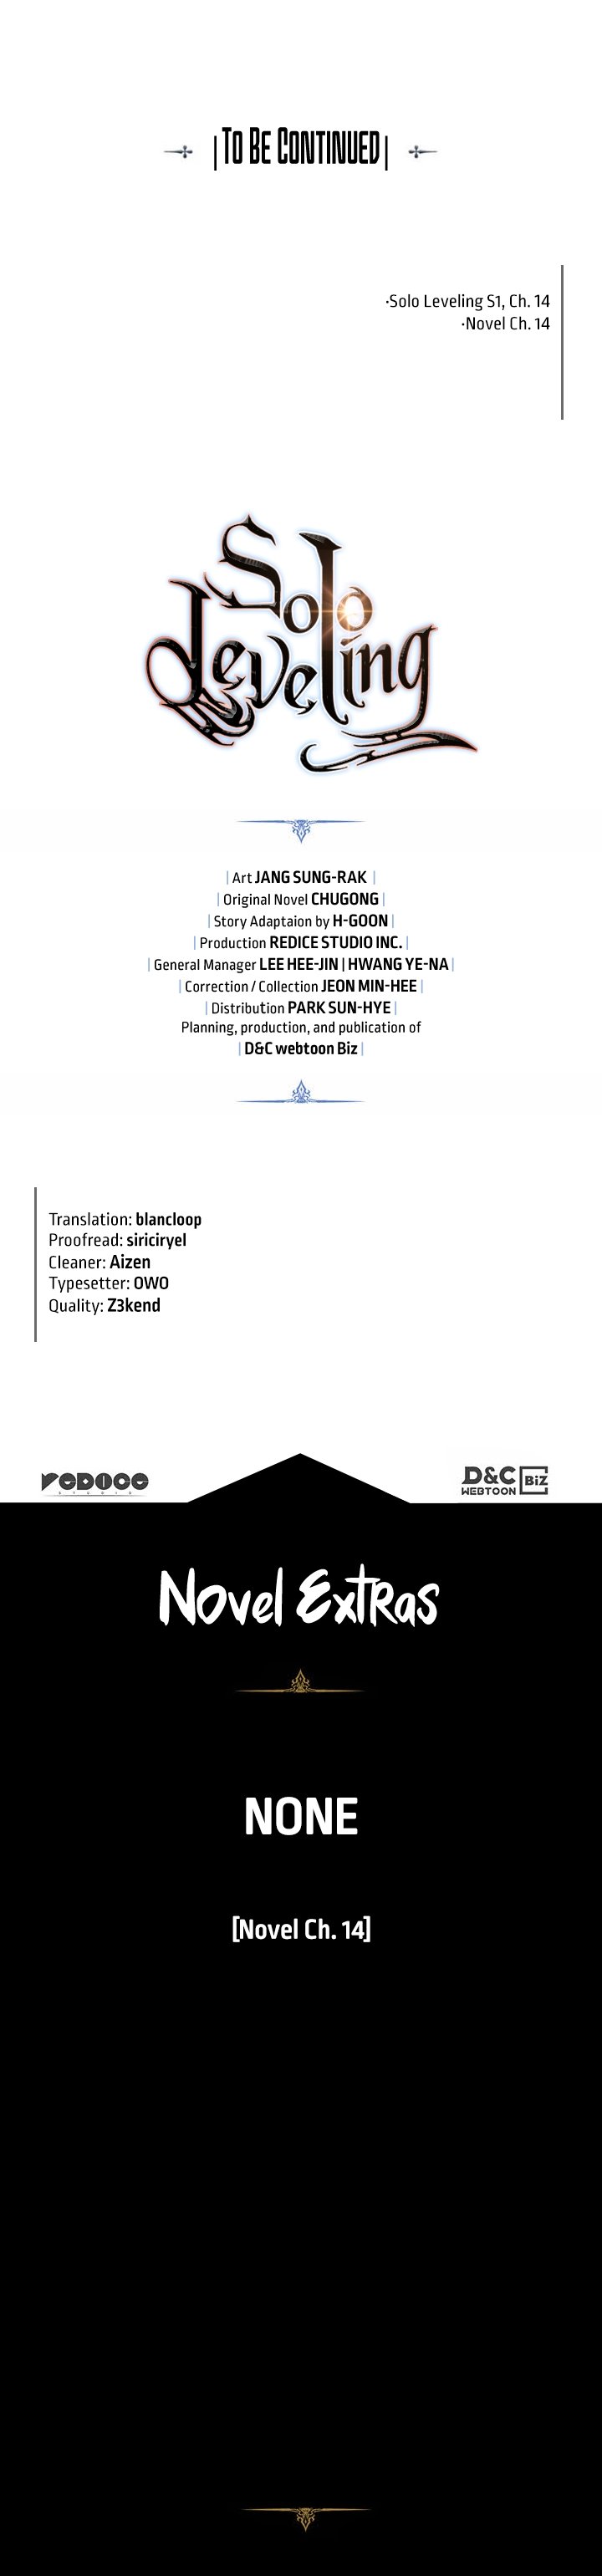 TO BE CONTINUED
·Solo Leveling S1, Ch. 14
·Novel Ch. 14
Solo
Leveling
| Art JANG SUNG-RAK |
| Original Novel CHUGONG |
| Story Adaptaion by H-GOON |
| Production REDICE STUDIO INC. |
| General Manager LEE HEE-JIN | HWANG YE-NA |
| Correction / Collection JEON MIN-HEE |
| Distribution PARK SUN-HYE |
Planning, production, and publication of
| D&C webtoon Biz |
Translation: blancloop
Proofread: siriciryel
Cleaner: Aizen
Typesetter: OWO
Quality: Z3kend
REDICE
STUDIO
D&C
WEBTOON
BiZ
Novel Extras
NONE
[Novel Ch. 14]